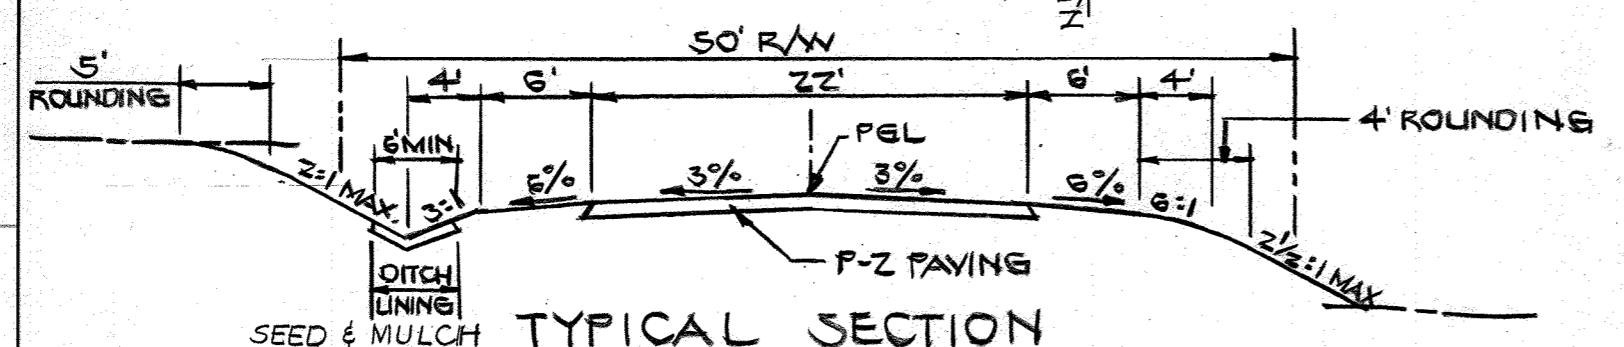 50' R/W
5'
ROUNDING
4'
6'
22'
6'
4'
4' ROUNDING
6' MIN
PGL
2:1 MAX.
3:1
6%
3%
3%
6%
6:1
2½:1 MAX
P-2 PAVING
DITCH
LINING
SEED & MULCH
TYPICAL SECTION